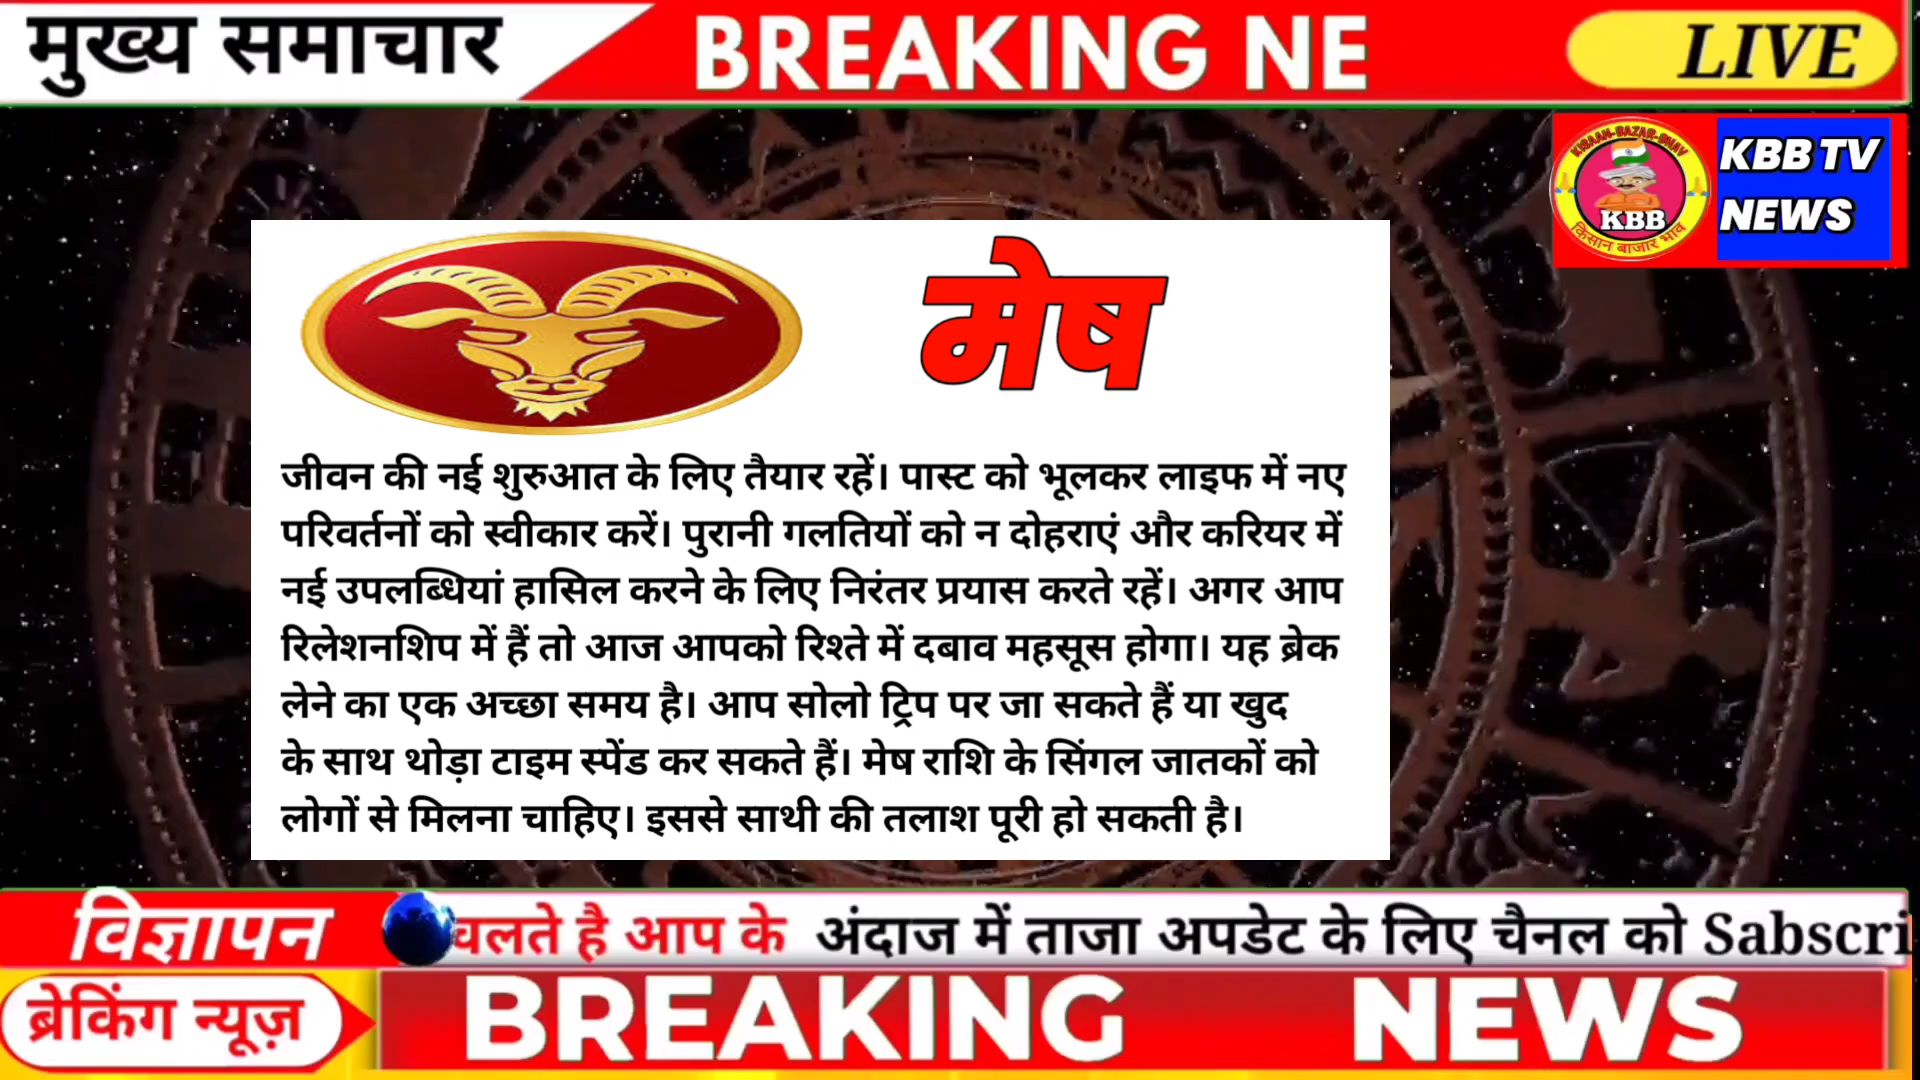 मुख्य समाचार
BREAKING NE
LIVE
KISAAN-BAZAR-BHAV
KBB
किसान बाजार भाव
KBB TV
NEWS
मेष
जीवन की नई शुरुआत के लिए तैयार रहें। पास्ट को भूलकर लाइफ में नए
परिवर्तनों को स्वीकार करें। पुरानी गलतियों को न दोहराएं और करियर में
नई उपलब्धियां हासिल करने के लिए निरंतर प्रयास करते रहें। अगर आप
रिलेशनशिप में हैं तो आज आपको रिश्ते में दबाव महसूस होगा। यह ब्रेक
लेने का एक अच्छा समय है। आप सोलो ट्रिप पर जा सकते हैं या खुद
के साथ थोड़ा टाइम स्पेंड कर सकते हैं। मेष राशि के सिंगल जातकों को
लोगों से मिलना चाहिए। इससे साथी की तलाश पूरी हो सकती है।
विज्ञापन
चलते है आप के अंदाज में ताजा अपडेट के लिए चैनल को Sabscri
ब्रेकिंग न्यूज़
BREAKING NEWS